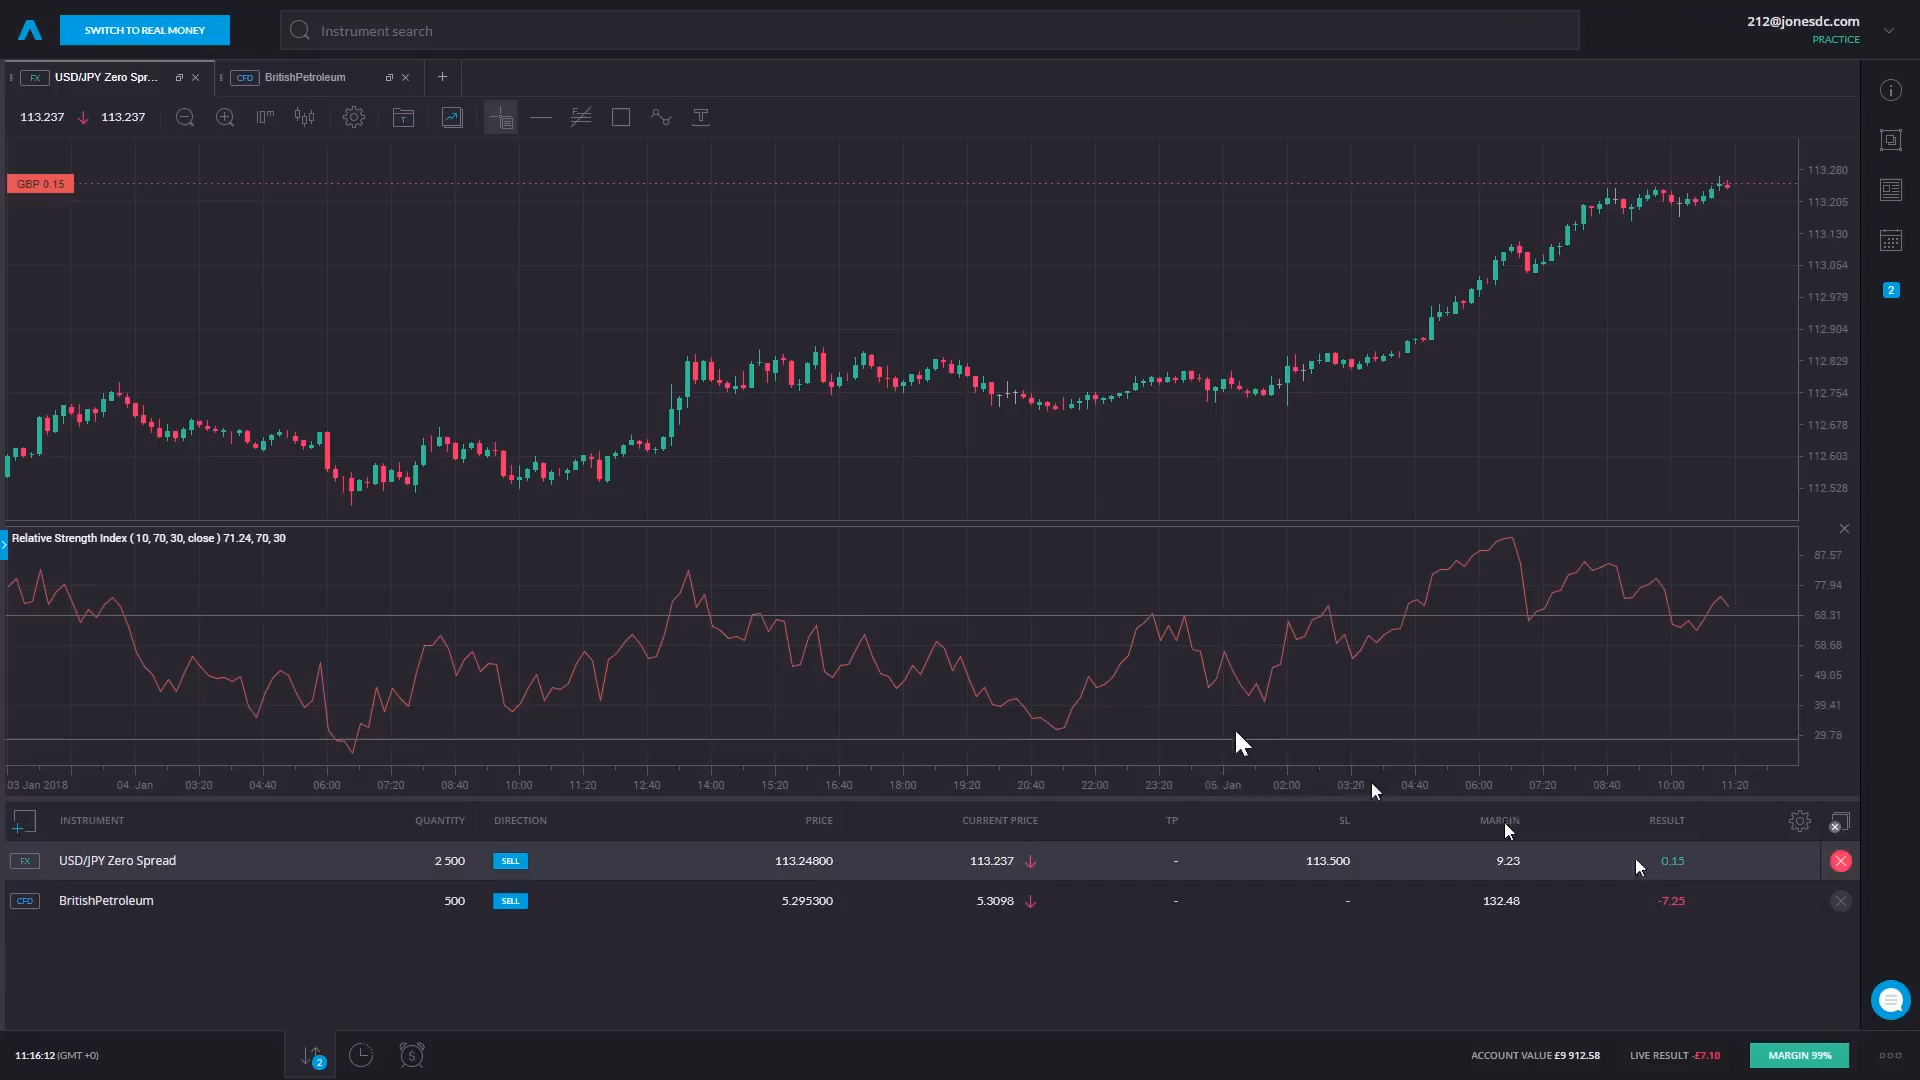 SWITCH TO REAL MONEY
Instrument search
212@jonesdc.com
PRACTICE
FX USD/JPY Zero Spr...
CFD BritishPetroleum
+
113.237 113.237
T
T
GBP 0.15
113.280
113.205
113.130
113.054
112.979
112.904
112.829
112.754
112.678
112.603
112.528
2
Relative Strength Index ( 10, 70, 30, close ) 71.24, 70, 30
87.57
77.94
68.31
58.68
49.05
39.41
29.78
03 Jan 2018 04. Jan 03:20 04:40 06:00 07:20 08:40 10:00 11:20 12:40 14:00 15:20 16:40 18:00 19:20 20:40 22:00 23:20 05. Jan 02:00 03:20 04:40 06:00 07:20 08:40 10:00 11:20
INSTRUMENT QUANTITY DIRECTION PRICE CURRENT PRICE TP SL MARGIN RESULT
FX USD/JPY Zero Spread 2 500 SELL 113.24800 113.237 - 113.500 9.23 0.15
CFD BritishPetroleum 500 SELL 5.295300 5.3098 - - 132.48 -7.25
11:16:12 (GMT +0) 2 $ ACCOUNT VALUE £9 912.58 LIVE RESULT -£7.10 MARGIN 99%